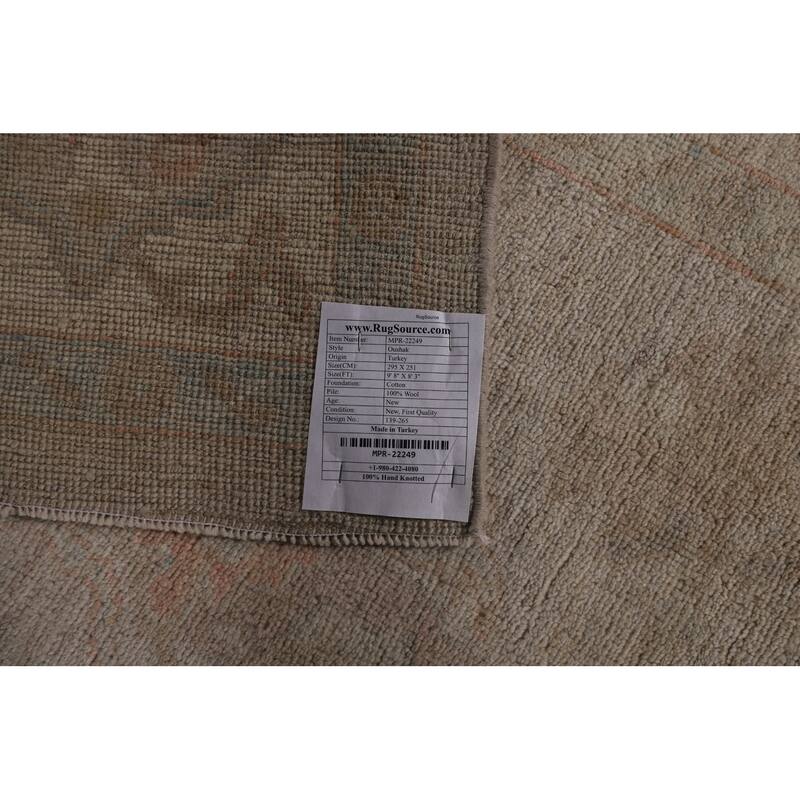 RugSource
www.RugSource.com
Item Number: MPR-22249
Style Oushak
Origin Turkey
Size(CM): 295 X 251
Size(FT): 9' 8" X 8' 3"
Foundation: Cotton
Pile: 100% Wool
Age: New
Condition: New, First Quality
Design No.: 139-265
Made in Turkey
MPR-22249
+1-980-422-4080
100% Hand Knotted